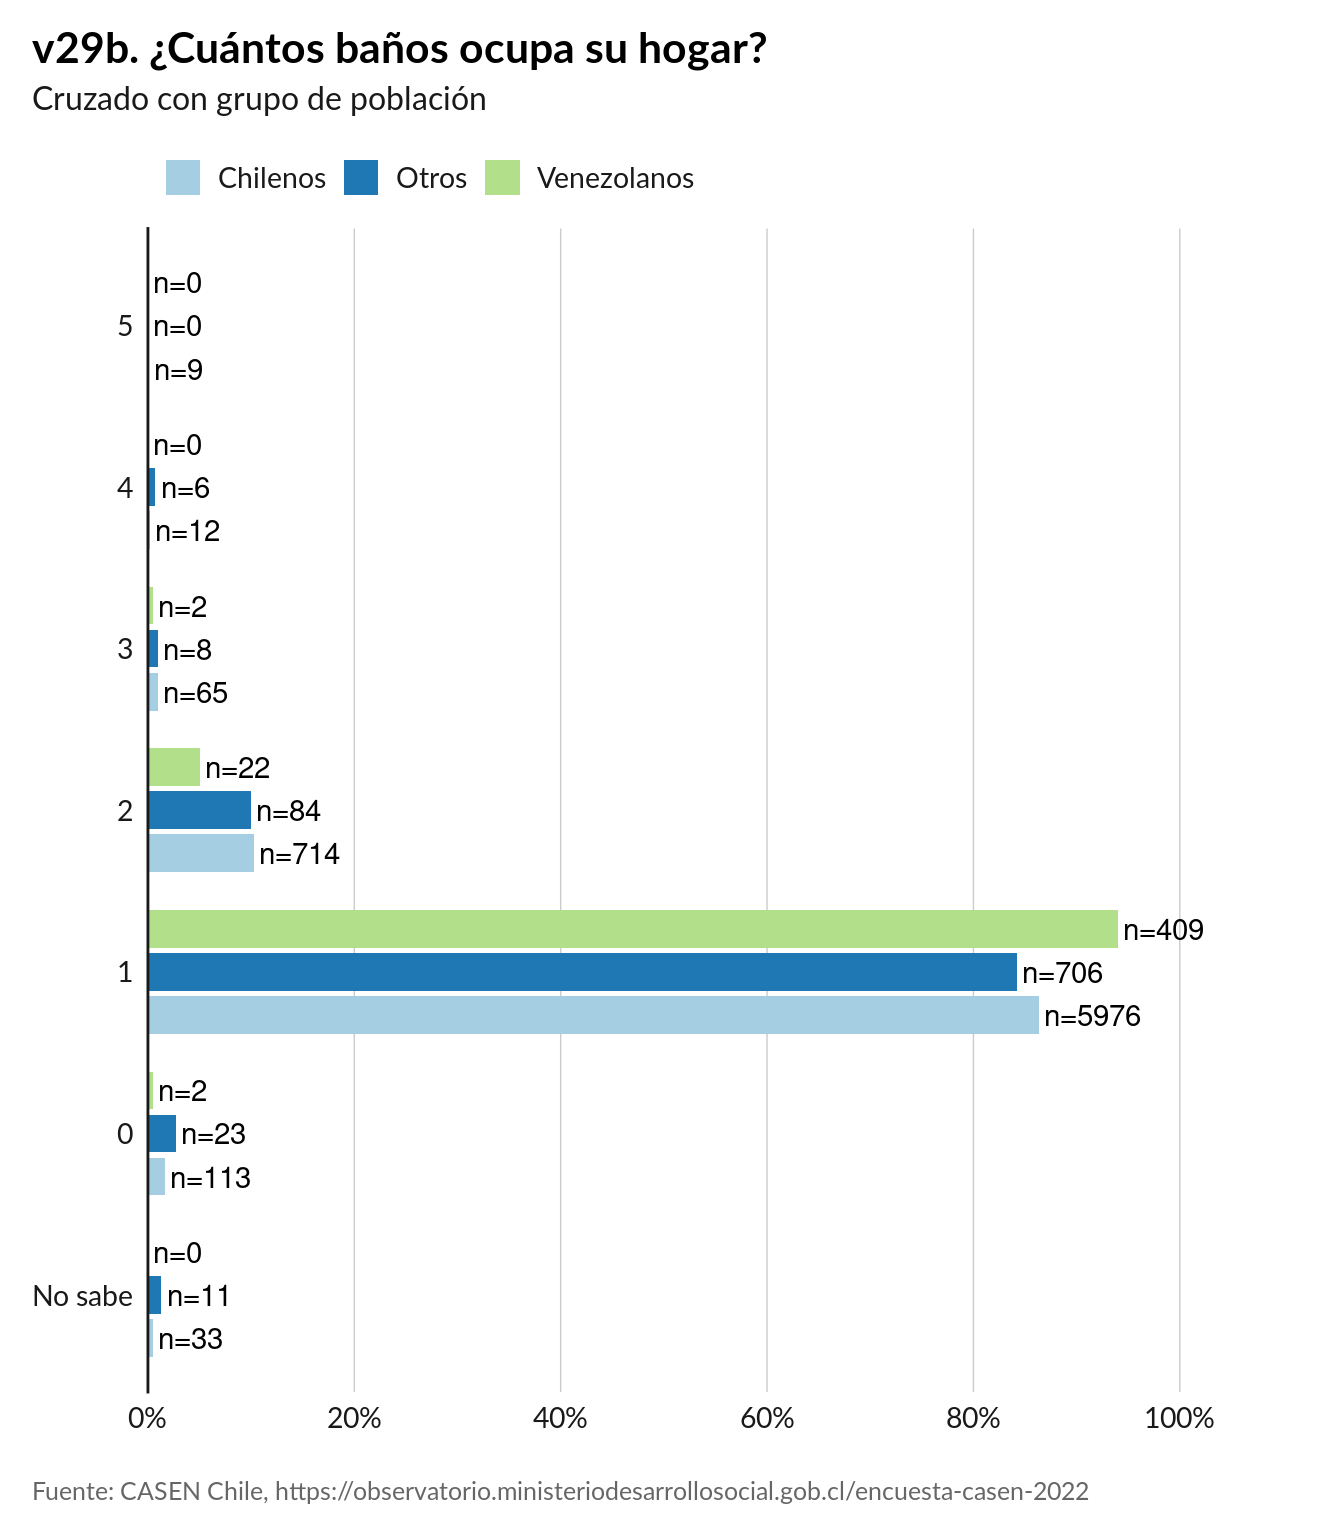 v29b. ¿Cuántos baños ocupa su hogar?
Cruzado con grupo de población
Chilenos Otros Venezolanos
n=0
5 n=0
n=9
n=0
4 n=6
n=12
n=2
3 n=8
n=65
n=22
2 n=84
n=714
n=409
1 n=706
n=5976
n=2
0 n=23
n=113
n=0
No sabe n=11
n=33
0% 20% 40% 60% 80% 100%
Fuente: CASEN Chile, https://observatorio.ministeriodesarrollosocial.gob.cl/encuesta-casen-2022